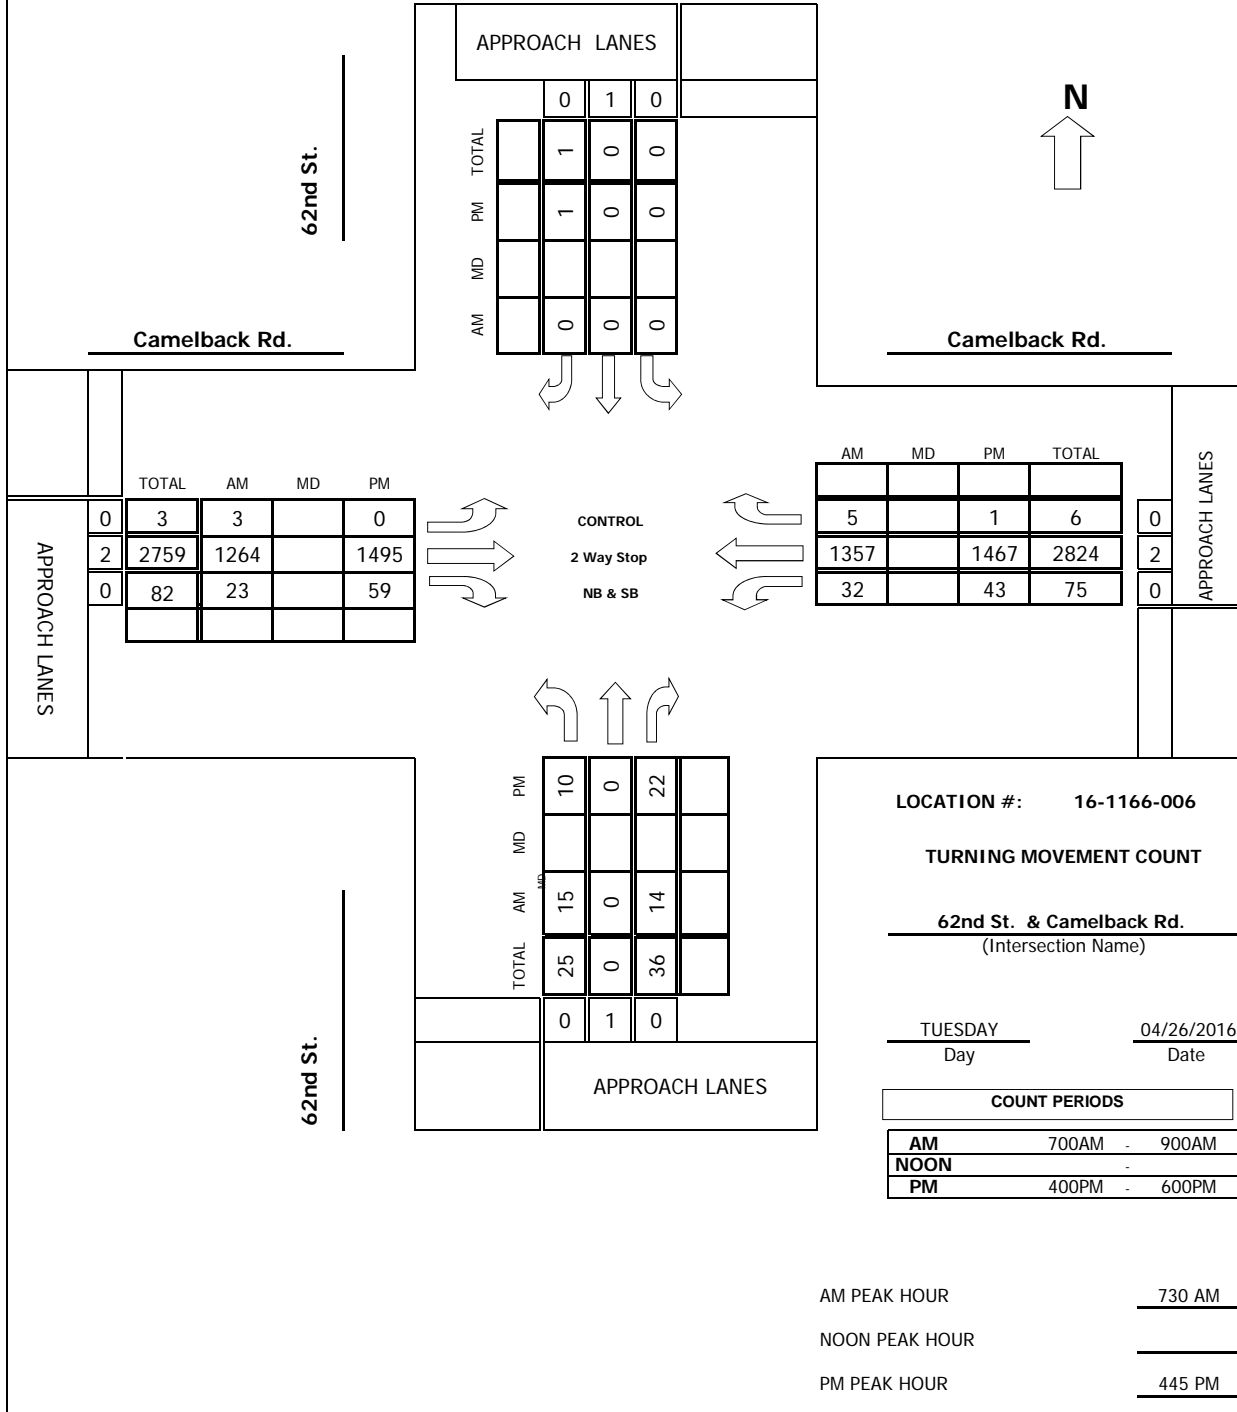 APPROACH LANES
0 1 0
N
TOTAL 1 0 0
PM 1 0 0
MD
AM 0 0 0
62nd St.
Camelback Rd.
Camelback Rd.
TOTAL AM MD PM
0 3 3 0
2 2759 1264 1495
0 82 23 59
APPROACH LANES
CONTROL
2 Way Stop
NB & SB
AM MD PM TOTAL
5 1 6 0
1357 1467 2824 2
32 43 75 0
APPROACH LANES
PM 10 0 22
MD
MD
AM 15 0 14
TOTAL 25 0 36
0 1 0
APPROACH LANES
62nd St.
LOCATION #: 16-1166-006
TURNING MOVEMENT COUNT
62nd St. & Camelback Rd.
(Intersection Name)
TUESDAY 04/26/2016
Day Date
COUNT PERIODS
AM 700AM - 900AM
NOON -
PM 400PM - 600PM
AM PEAK HOUR 730 AM
NOON PEAK HOUR
PM PEAK HOUR 445 PM